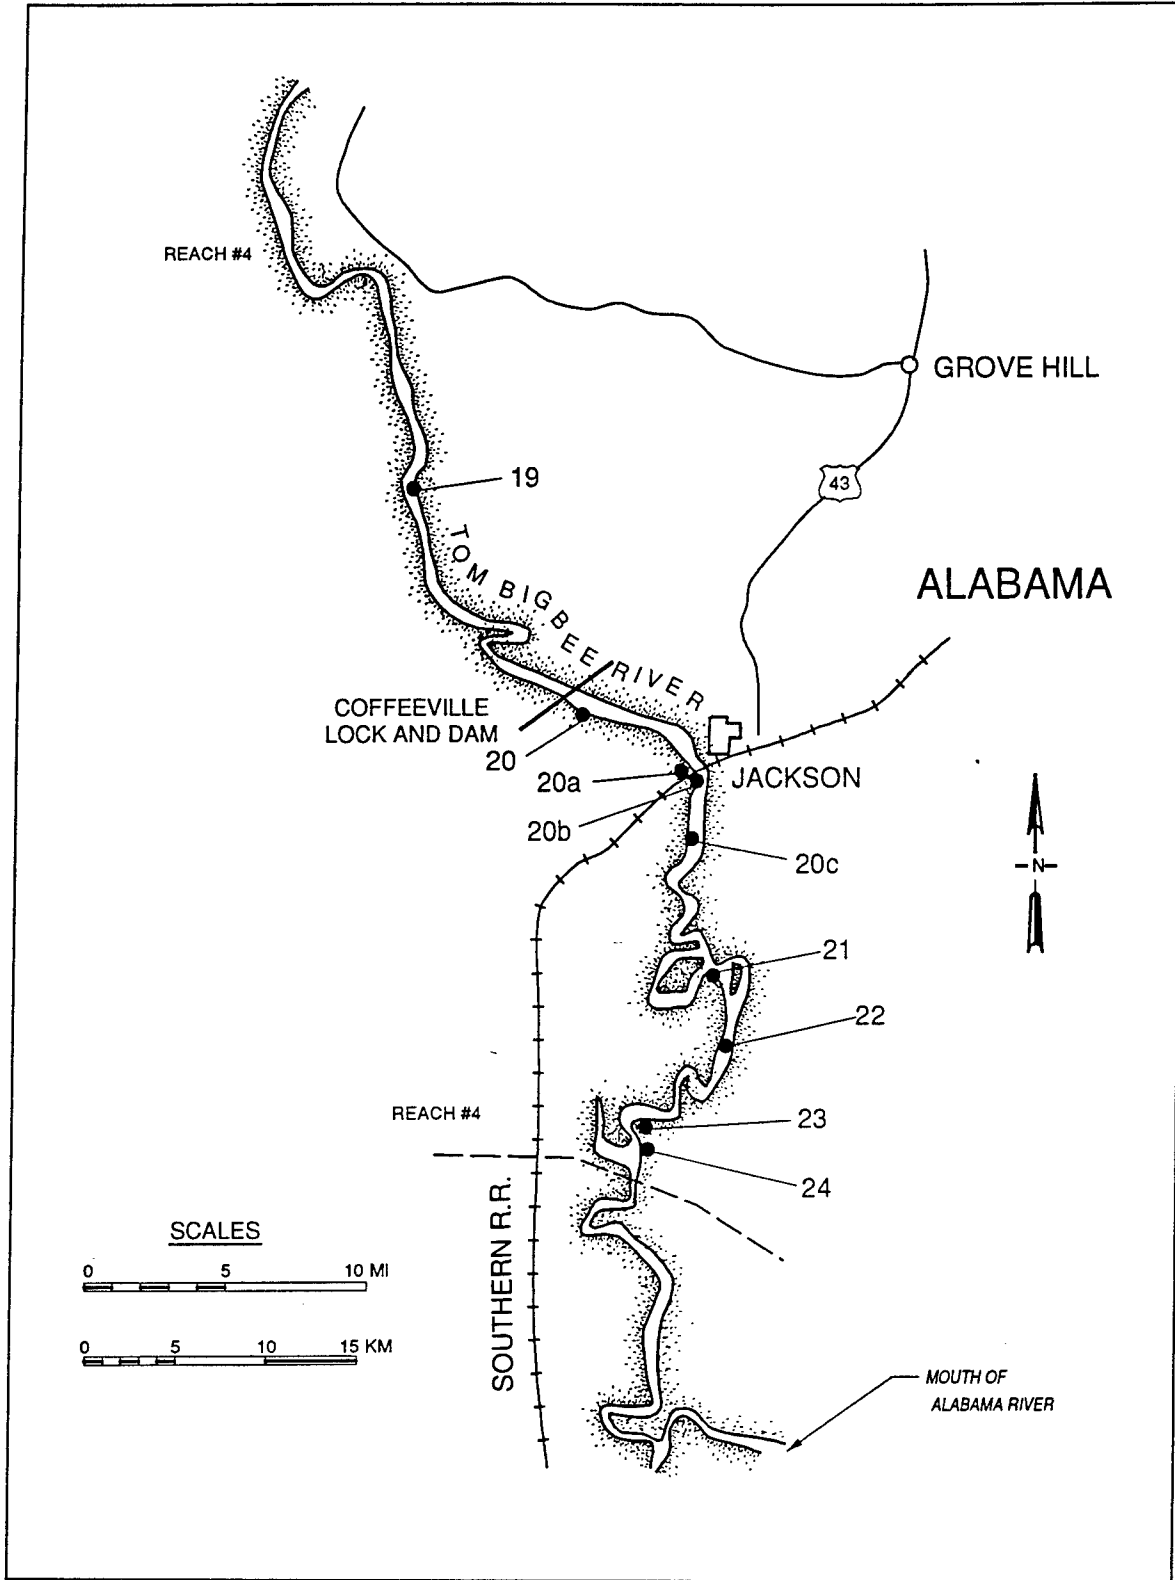 REACH #4
GROVE HILL
43
19
TOMBIGBEE RIVER
ALABAMA
COFFEEVILLE
LOCK AND DAM
20
20a
JACKSON
20b
20c
N
21
22
REACH #4
23
24
SOUTHERN R.R.
SCALES
0 5 10 MI
0 5 10 15 KM
MOUTH OF
ALABAMA RIVER